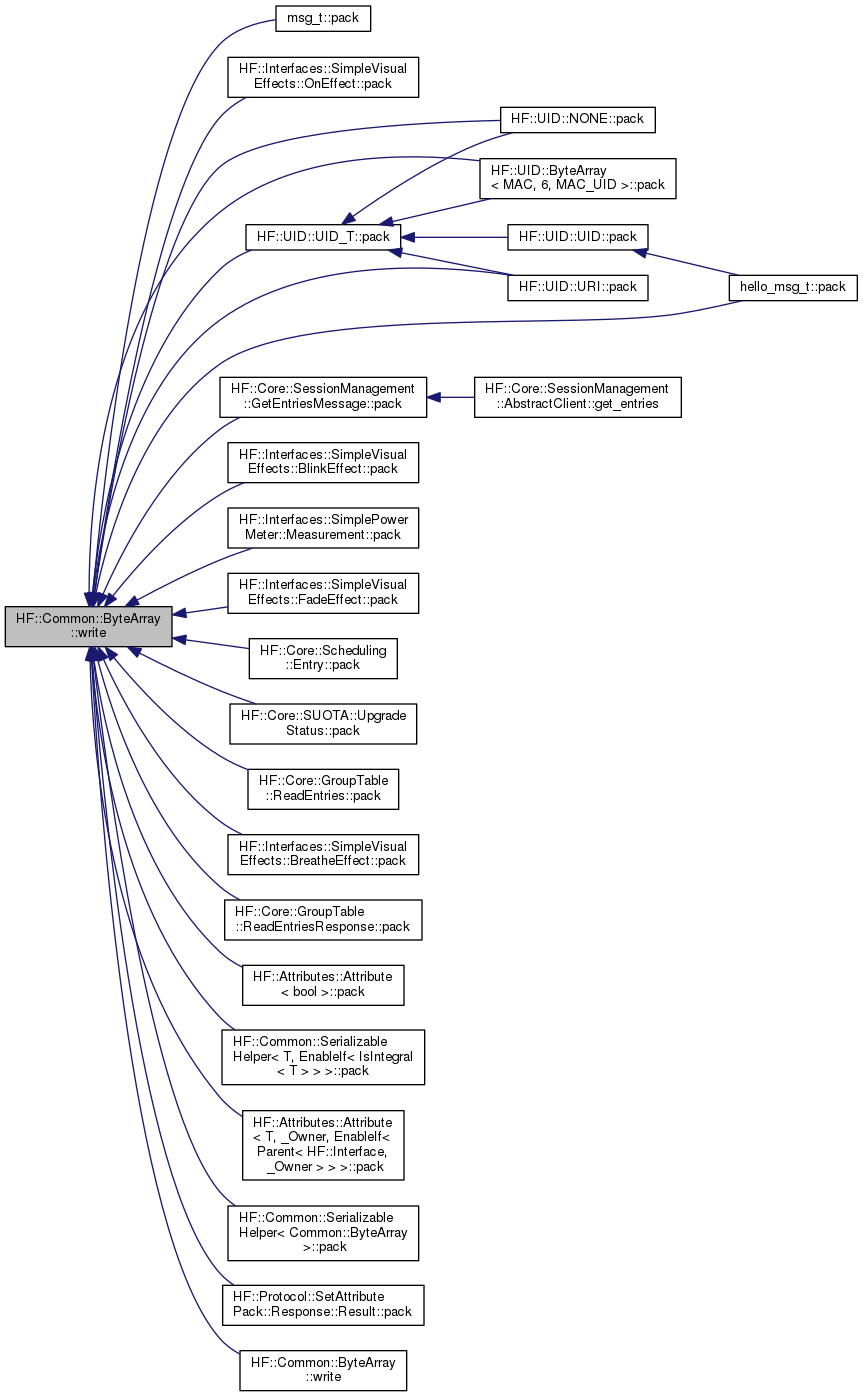 msg_t::pack
HF::Interfaces::SimpleVisual
Effects::OnEffect::pack
HF::UID::NONE::pack
HF::UID::ByteArray
< MAC, 6, MAC_UID >::pack
HF::UID::UID_T::pack
HF::UID::UID::pack
HF::UID::URI::pack
hello_msg_t::pack
HF::Core::SessionManagement
::GetEntriesMessage::pack
HF::Core::SessionManagement
::AbstractClient::get_entries
HF::Interfaces::SimpleVisual
Effects::BlinkEffect::pack
HF::Interfaces::SimplePower
Meter::Measurement::pack
HF::Interfaces::SimpleVisual
Effects::FadeEffect::pack
HF::Common::ByteArray
::write
HF::Core::Scheduling
::Entry::pack
HF::Core::SUOTA::Upgrade
Status::pack
HF::Core::GroupTable
::ReadEntries::pack
HF::Interfaces::SimpleVisual
Effects::BreatheEffect::pack
HF::Core::GroupTable
::ReadEntriesResponse::pack
HF::Attributes::Attribute
< bool >::pack
HF::Common::Serializable
Helper< T, EnableIf< IsIntegral
< T > > >::pack
HF::Attributes::Attribute
< T, _Owner, EnableIf<
Parent< HF::Interface,
_Owner > > >::pack
HF::Common::Serializable
Helper< Common::ByteArray
>::pack
HF::Protocol::SetAttribute
Pack::Response::Result::pack
HF::Common::ByteArray
::write